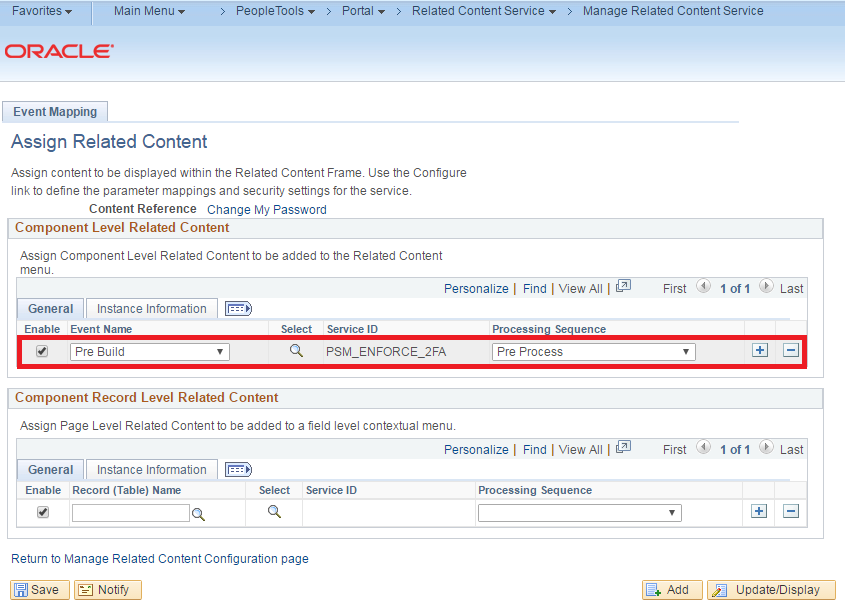 Favorites Main Menu > PeopleTools > Portal > Related Content Service > Manage Related Content Service
ORACLE®
Event Mapping
Assign Related Content
Assign content to be displayed within the Related Content Frame. Use the Configure
link to define the parameter mappings and security settings for the service.
Content Reference Change My Password
Component Level Related Content
Assign Component Level Related Content to be added to the Related Content
menu.
Personalize | Find | View All | First 1 of 1 Last
General Instance Information
Enable Event Name Select Service ID Processing Sequence
Pre Build PSM_ENFORCE_2FA Pre Process
Component Record Level Related Content
Assign Page Level Related Content to be added to a field level contextual menu.
Personalize | Find | View All | First 1 of 1 Last
General Instance Information
Enable Record (Table) Name Select Service ID Processing Sequence
Return to Manage Related Content Configuration page
Save Notify Add Update/Display